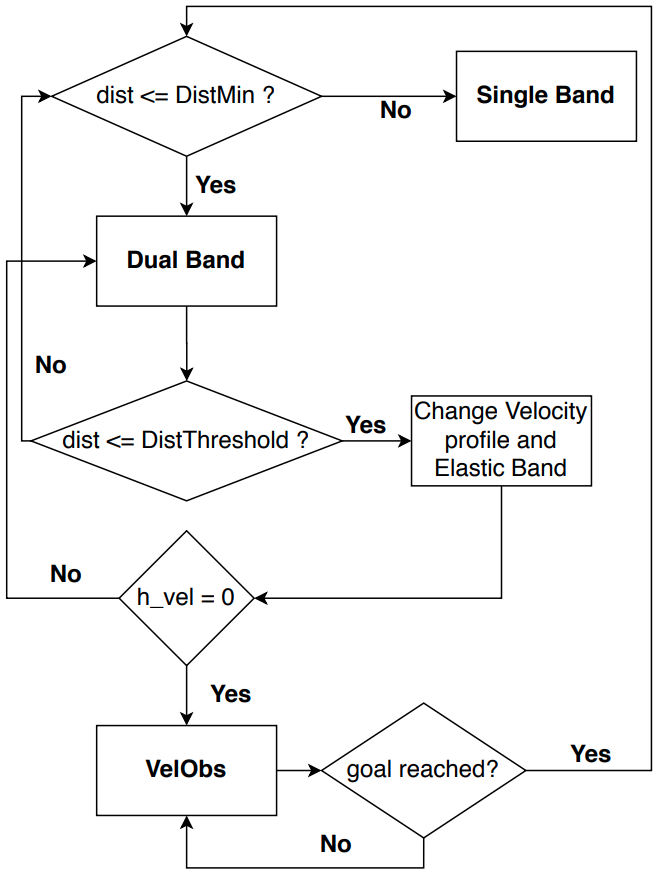 dist <= DistMin ?
No
Single Band
Yes
Dual Band
No
dist <= DistThreshold ?
Yes
Change Velocity
profile and
Elastic Band
No
h_vel = 0
Yes
VelObs
goal reached?
Yes
No